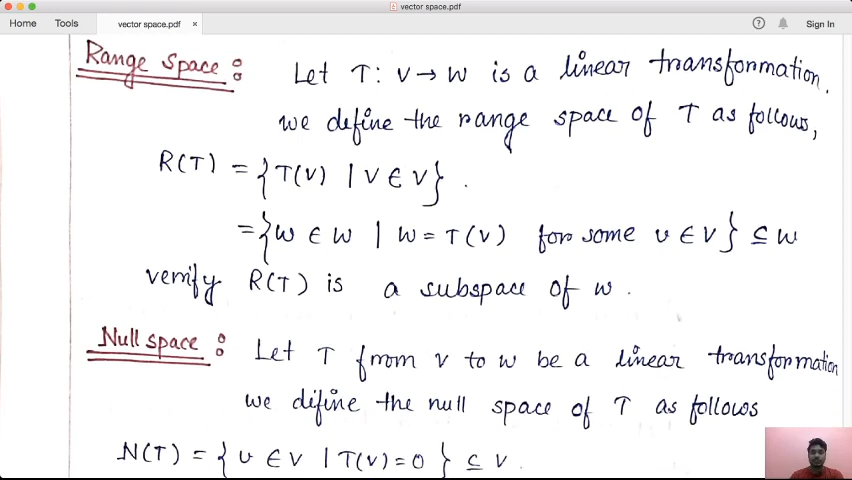 vector space.pdf
Home Tools vector space.pdf × Sign In
Range space : Let T : V → W is a linear transformation.
we define the range space of T as follows,
R(T) = {T(v) | v ∈ V} .
= {w ∈ W | w = T(v) for some v ∈ V} ⊆ W
verify R(T) is a subspace of W .
Null space : Let T from V to W be a linear transformation
we difine the null space of T as follows
N(T) = { v ∈ V | T(v) = 0 } ⊆ V .